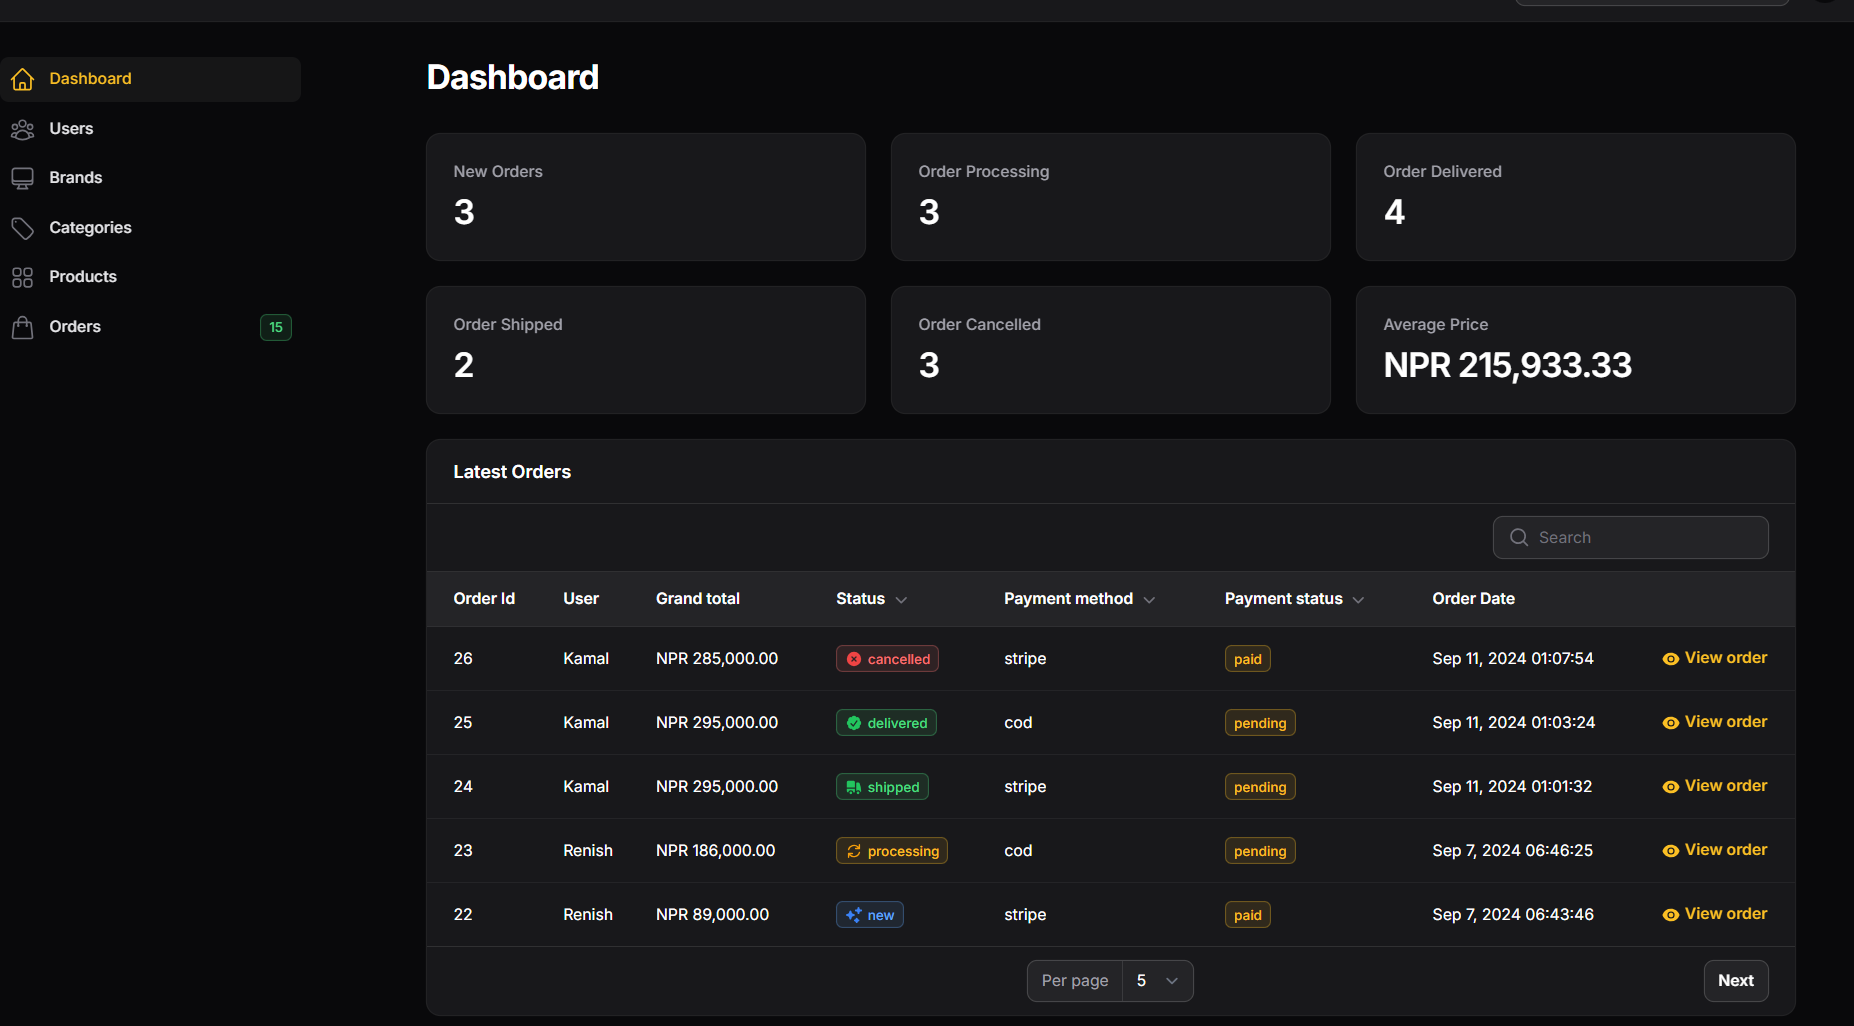 Dashboard
Users
Brands
Categories
Products
Orders 15
Dashboard
New Orders
3
Order Processing
3
Order Delivered
4
Order Shipped
2
Order Cancelled
3
Average Price
NPR 215,933.33
Latest Orders
Search
Order Id User Grand total Status Payment method Payment status Order Date
26 Kamal NPR 285,000.00 cancelled stripe paid Sep 11, 2024 01:07:54 View order
25 Kamal NPR 295,000.00 delivered cod pending Sep 11, 2024 01:03:24 View order
24 Kamal NPR 295,000.00 shipped stripe pending Sep 11, 2024 01:01:32 View order
23 Renish NPR 186,000.00 processing cod pending Sep 7, 2024 06:46:25 View order
22 Renish NPR 89,000.00 new stripe paid Sep 7, 2024 06:43:46 View order
Per page 5
Next